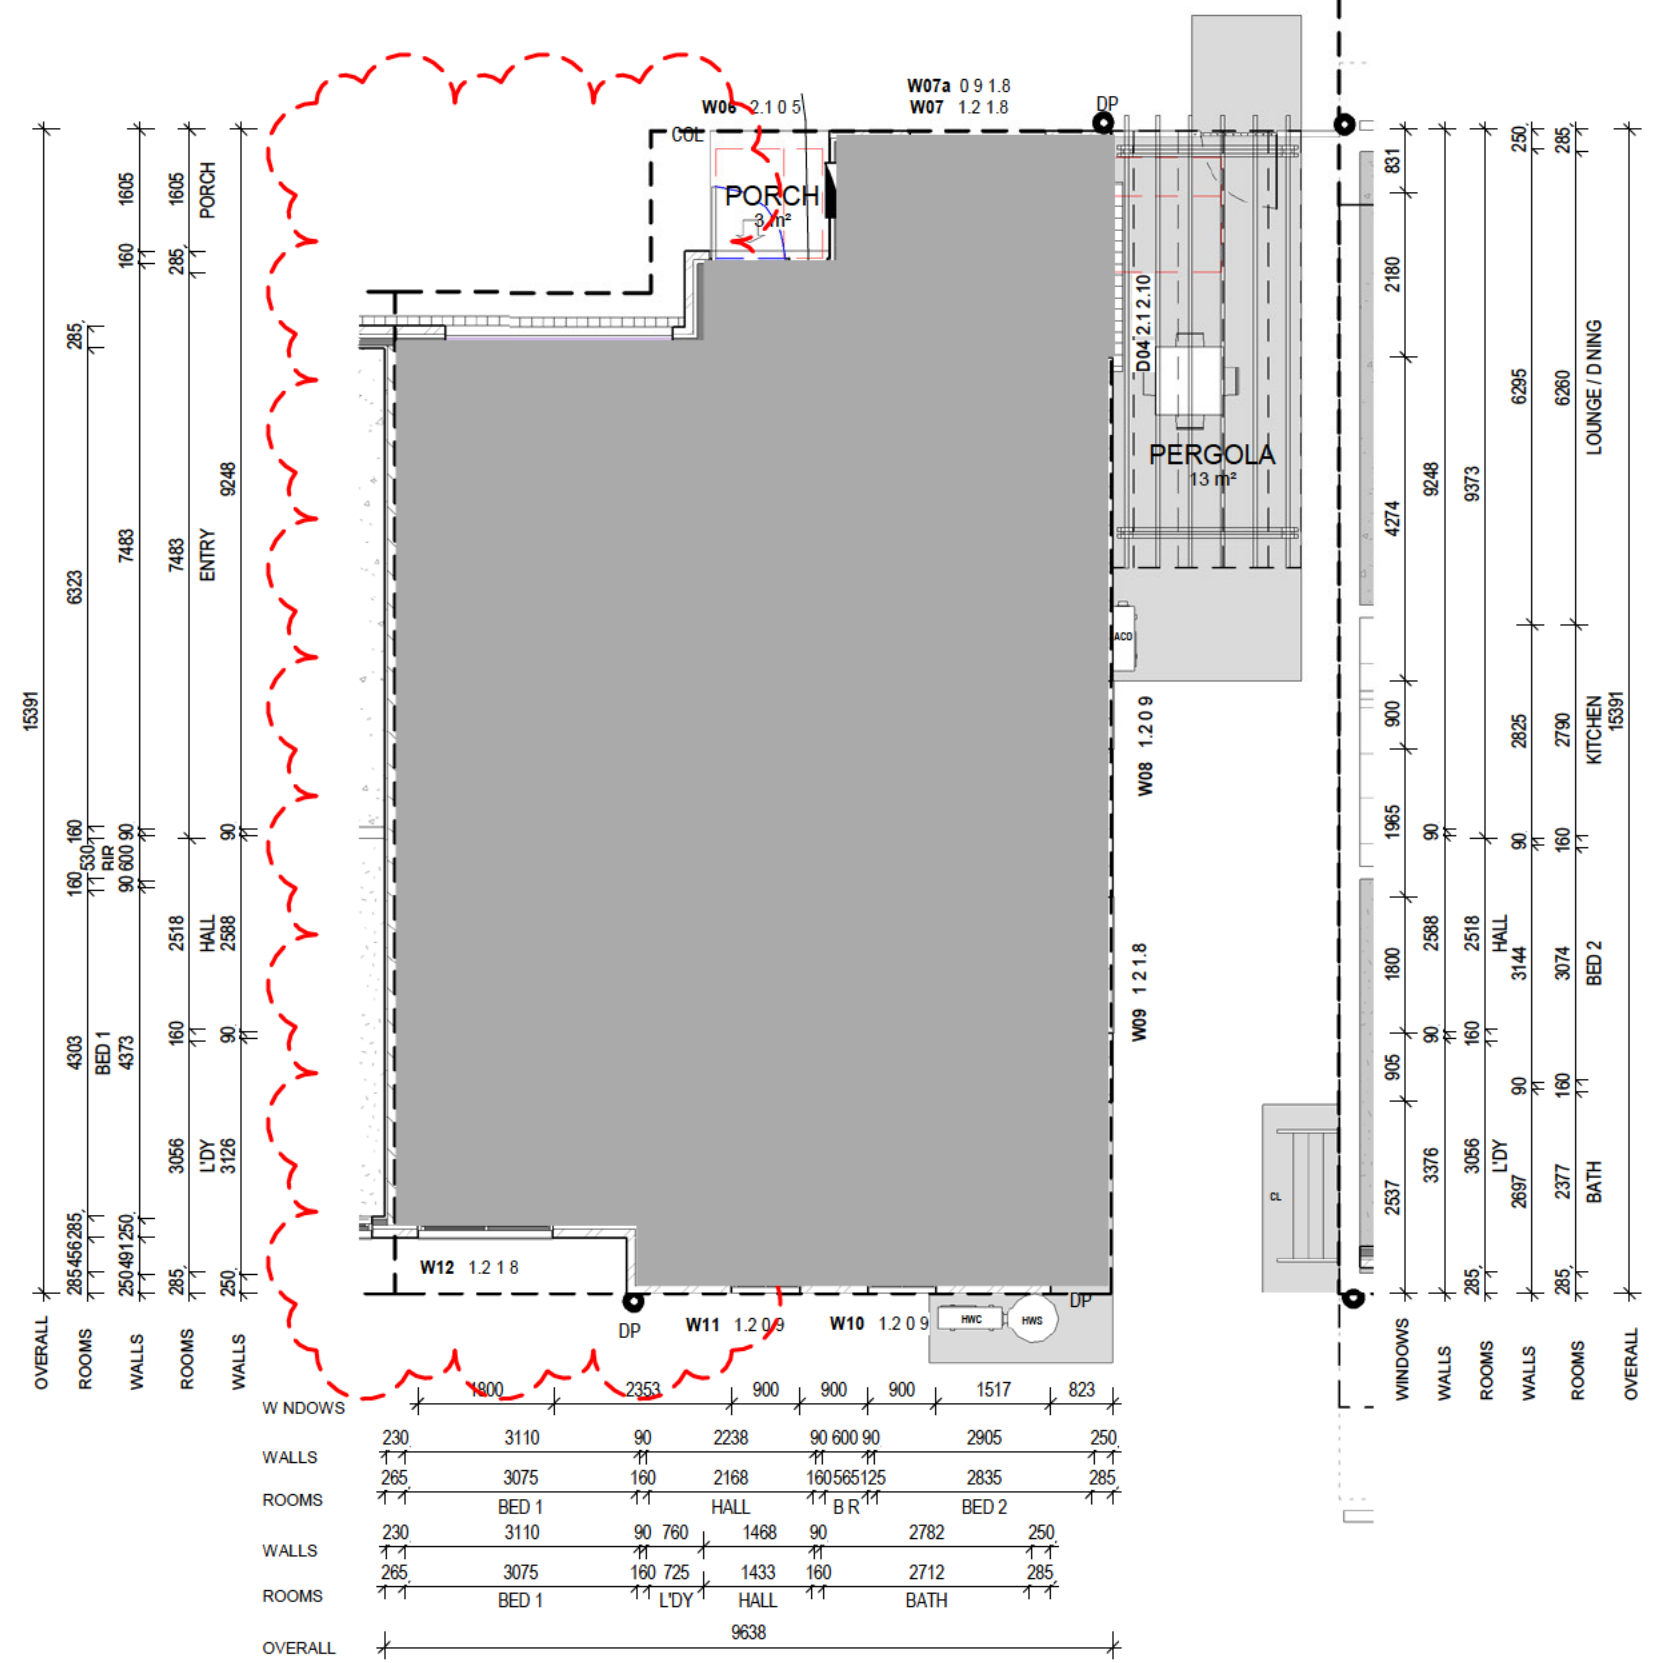 W07a 0 9 1.8
W06 2.1 0 5
W07 1.2 1.8
DP
COL
PORCH
3 m²
D04 2.1 2.10
PERGOLA
13 m²
ACD
W08 1.2 0 9
W09 1 2 1.8
CL
W12 1.2 1 8
DP
W11 1.2 0 9
W10 1.2 0 9
HWC
HWS
DP
15391
OVERALL
285,
6323
160
530
RIR
160
4303
BED 1
285,
456
285
ROOMS
1605
160
7483
90
600
90
4373
250,
491
250
WALLS
1605
PORCH
285,
7483
ENTRY
2518
HALL
160
3056
L'DY
285,
ROOMS
9248
90
2588
90
3126
250,
WALLS
831
2180
4274
900
1965
1800
905
2537
WINDOWS
9248
90
2588
90
3376
WALLS
9373
2518
HALL
160
3056
L'DY
285,
ROOMS
250,
6295
2825
90
3144
90
2697
WALLS
285,
6260
LOUNGE / D NING
2790
KITCHEN
160
3074
BED 2
160
2377
BATH
285,
ROOMS
15391
OVERALL
W NDOWS 1800 2353 900 900 900 1517 823
WALLS 230, 3110 90 2238 90 600 90 2905 250,
ROOMS 265, 3075 160 2168 160 565 125 2835 285,
BED 1 HALL B R BED 2
WALLS 230, 3110 90 760 1468 90 2782 250,
ROOMS 265, 3075 160 725 1433 160 2712 285,
BED 1 L'DY HALL BATH
OVERALL 9638